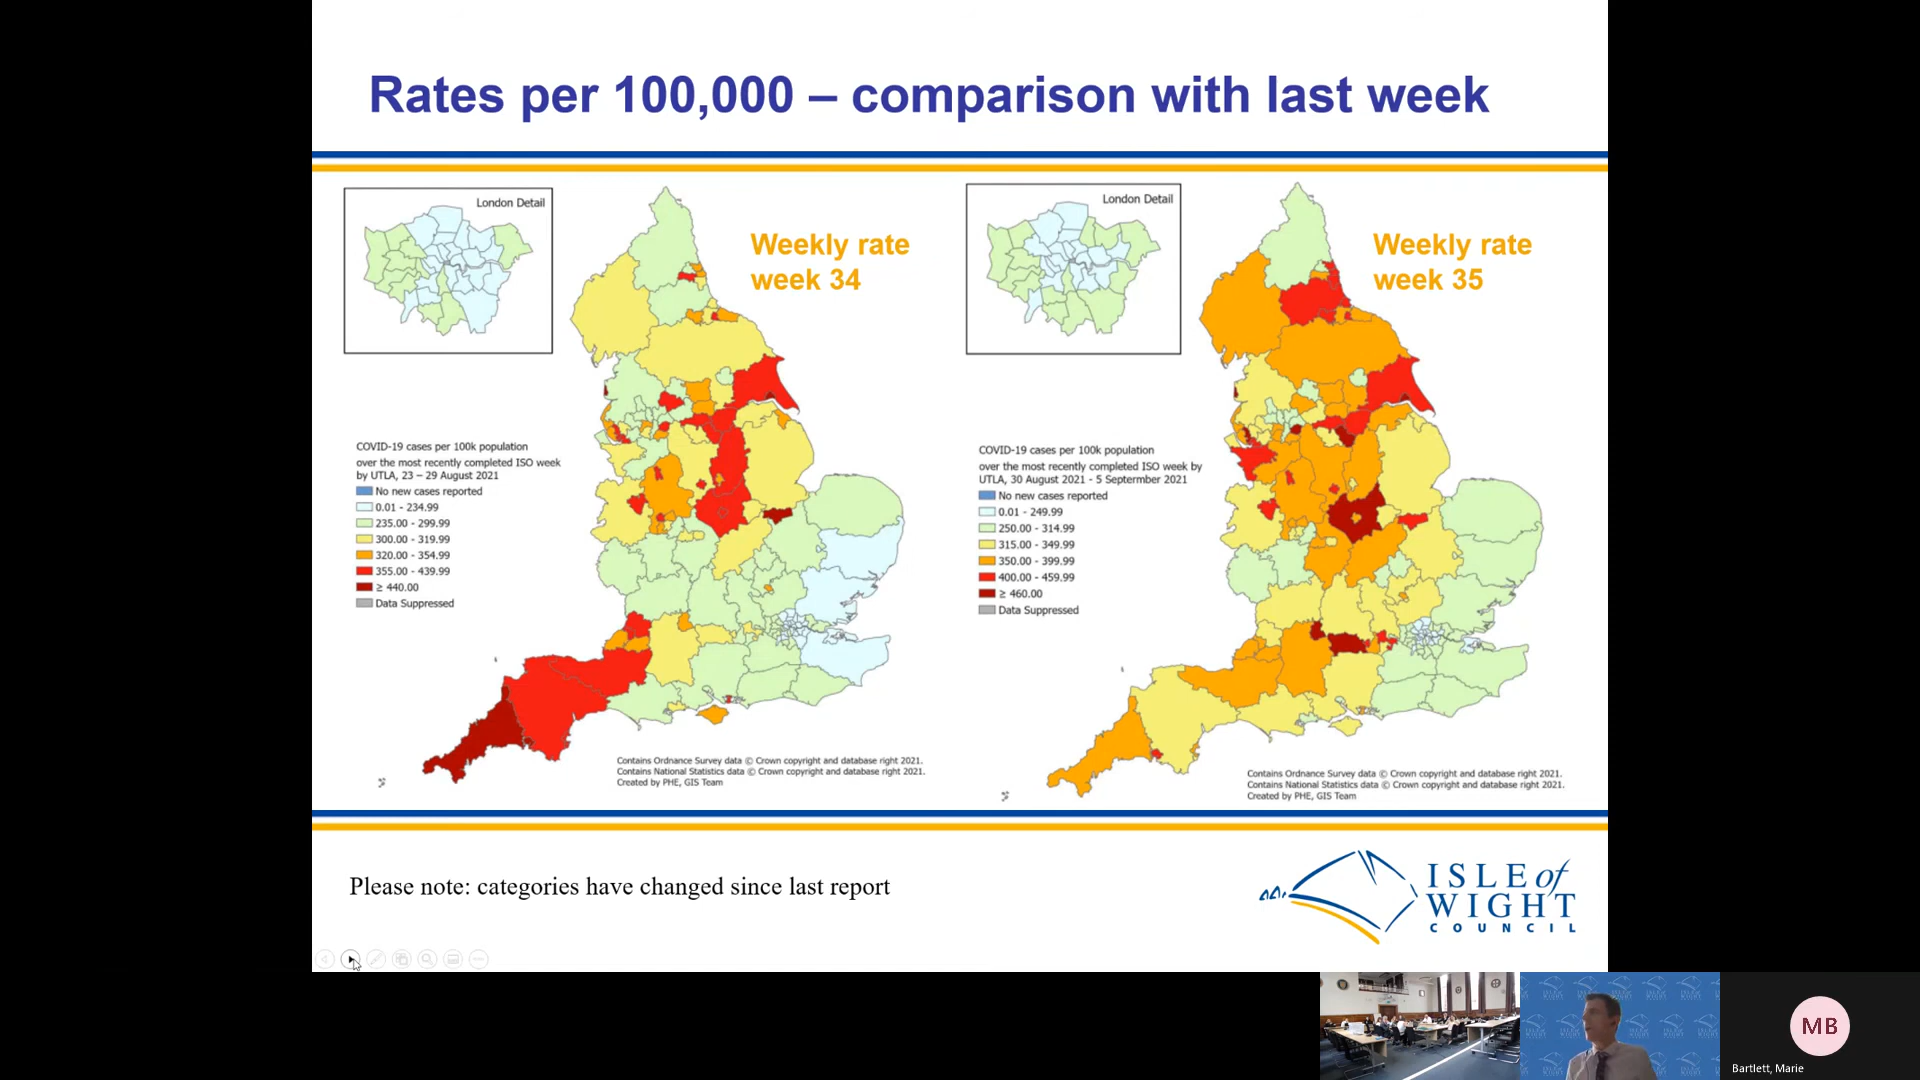 Rates per 100,000 – comparison with last week
London Detail
Weekly rate
week 34
COVID-19 cases per 100k population
over the most recently completed ISO week
by UTLA, 23 – 29 August 2021
No new cases reported
0.01 - 234.99
235.00 - 299.99
300.00 - 319.99
320.00 - 354.99
355.00 - 439.99
≥ 440.00
Data Suppressed
Contains Ordnance Survey data © Crown copyright and database right 2021.
Contains National Statistics data © Crown copyright and database right 2021.
Created by PHE, GIS Team
London Detail
Weekly rate
week 35
COVID-19 cases per 100k population
over the most recently completed ISO week by
UTLA, 30 August 2021 - 5 Septermber 2021
No new cases reported
0.01 - 249.99
250.00 - 314.99
315.00 - 349.99
350.00 - 399.99
400.00 - 459.99
≥ 460.00
Data Suppressed
Contains Ordnance Survey data © Crown copyright and database right 2021.
Contains National Statistics data © Crown copyright and database right 2021.
Created by PHE, GIS Team
Please note: categories have changed since last report
ISLE of
WIGHT
COUNCIL
MB
Bartlett, Marie